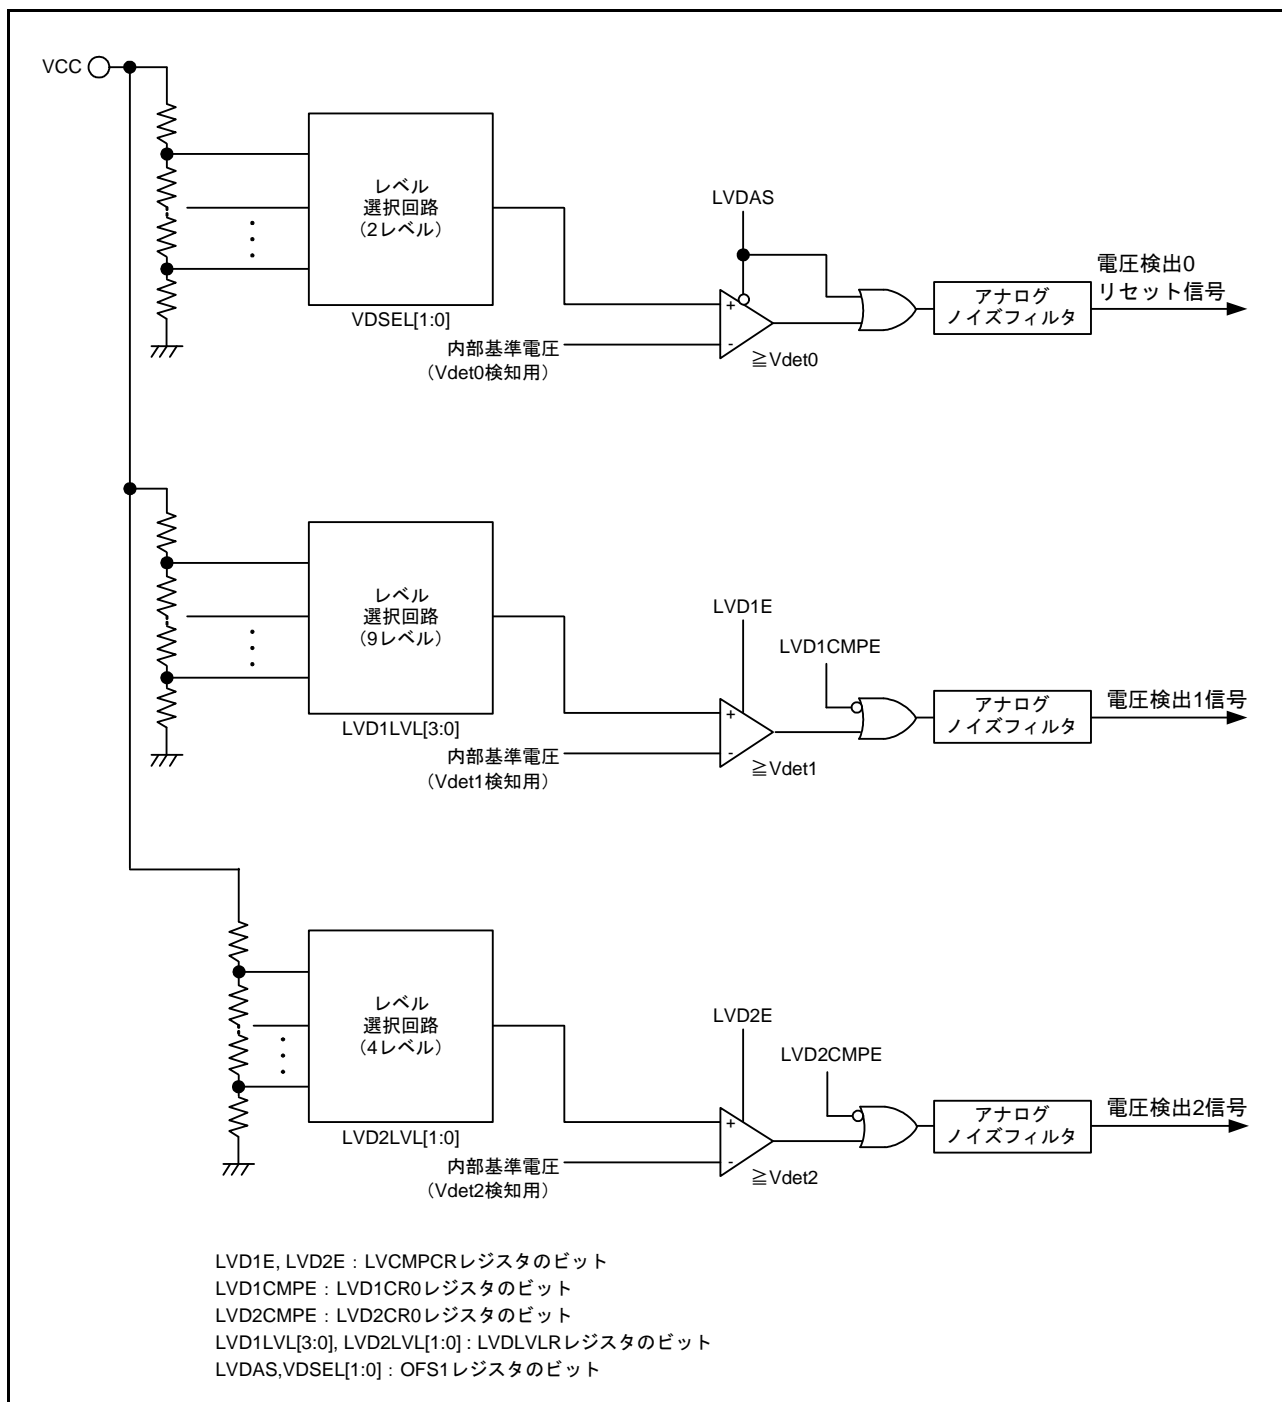 VCC
レベル
選択回路
(2レベル)
VDSEL[1:0]
内部基準電圧
(Vdet0検知用)
LVDAS
+
-
≧Vdet0
アナログ
ノイズフィルタ
電圧検出0
リセット信号
レベル
選択回路
(9レベル)
LVD1LVL[3:0]
内部基準電圧
(Vdet1検知用)
LVD1E
LVD1CMPE
+
-
≧Vdet1
アナログ
ノイズフィルタ
電圧検出1信号
レベル
選択回路
(4レベル)
LVD2LVL[1:0]
内部基準電圧
(Vdet2検知用)
LVD2E
LVD2CMPE
+
-
≧Vdet2
アナログ
ノイズフィルタ
電圧検出2信号
LVD1E, LVD2E : LVCMPCRレジスタのビット
LVD1CMPE : LVD1CR0レジスタのビット
LVD2CMPE : LVD2CR0レジスタのビット
LVD1LVL[3:0], LVD2LVL[1:0] : LVDLVLRレジスタのビット
LVDAS,VDSEL[1:0] : OFS1レジスタのビット